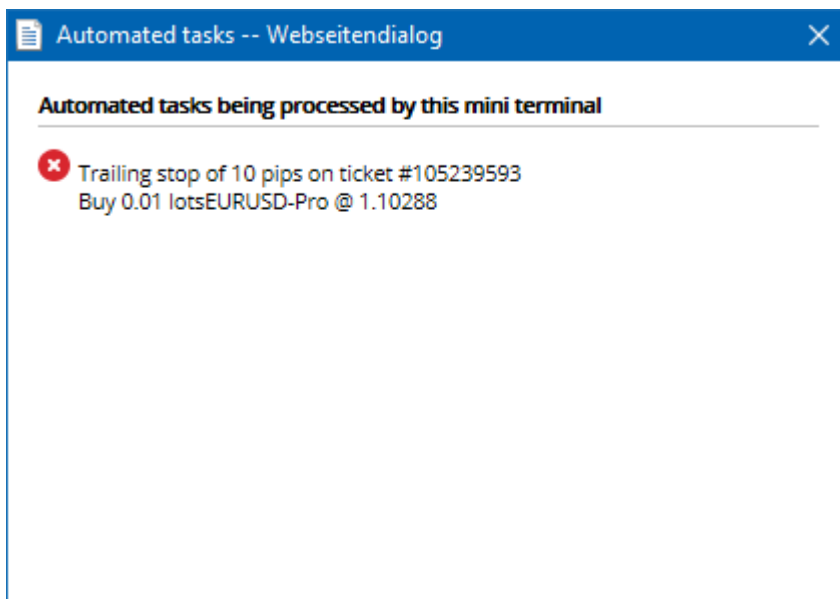 Automated tasks -- Webseitendialog
Automated tasks being processed by this mini terminal
Trailing stop of 10 pips on ticket #105239593
Buy 0.01 lotsEURUSD-Pro @ 1.10288